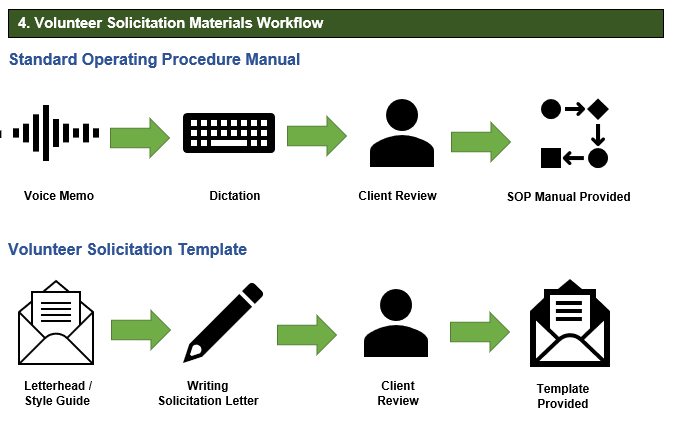 4. Volunteer Solicitation Materials Workflow
Standard Operating Procedure Manual
Voice Memo
Dictation
Client Review
SOP Manual Provided
Volunteer Solicitation Template
Letterhead /
Style Guide
Writing
Solicitation Letter
Client
Review
Template
Provided